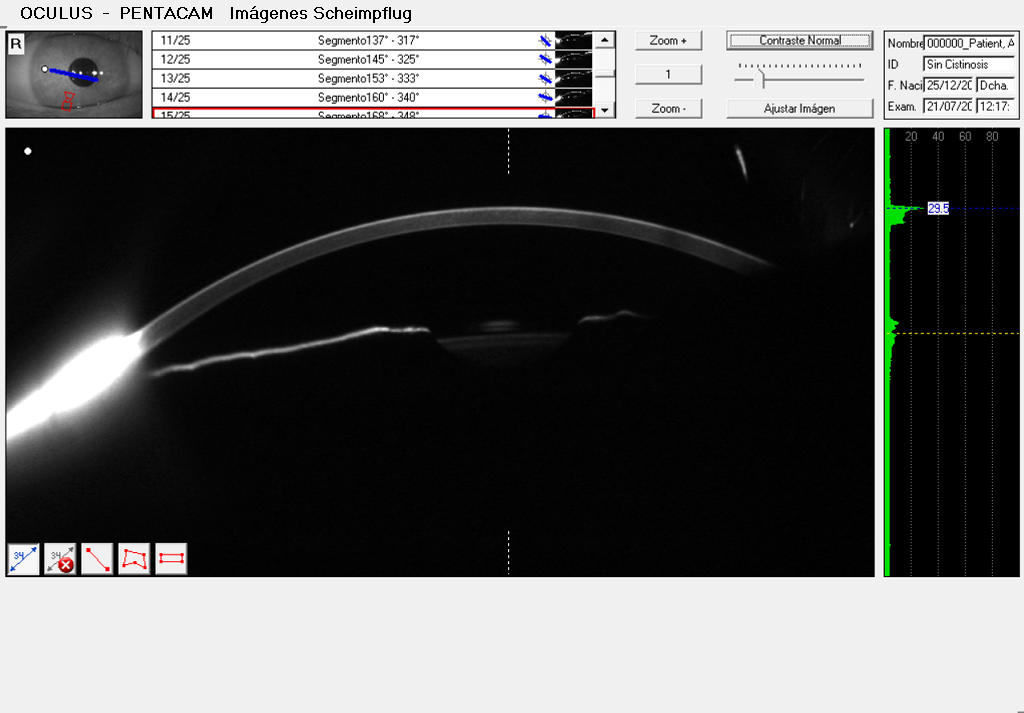 OCULUS - PENTACAM Imágenes Scheimpflug
R
11/25 Segmento137° - 317°
12/25 Segmento145° - 325°
13/25 Segmento153° - 333°
14/25 Segmento160° - 340°
15/25 Segmento168° - 348°
Zoom +
1
Zoom -
Contraste Normal
Ajustar Imágen
Nombre 000000_Patient, A
ID Sin Cistinosis
F. Naci 25/12/20 Dcha.
Exam. 21/07/20 12:17:
20 40 60 80
29.5
34
34